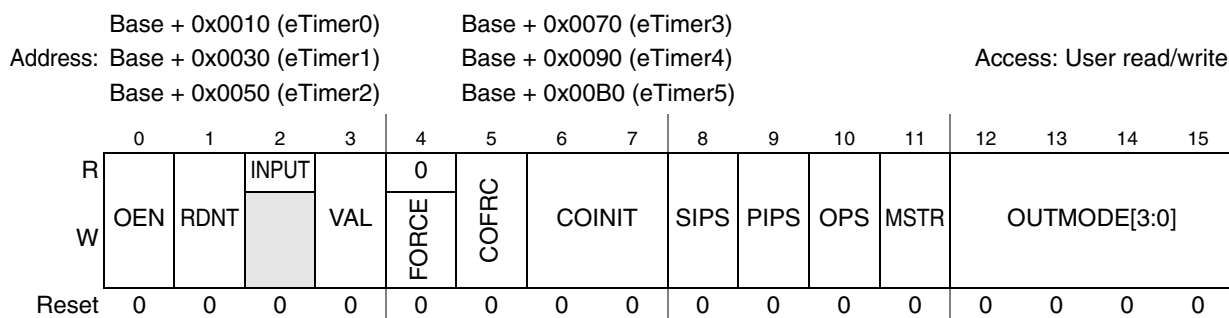 Base + 0x0010 (eTimer0) Base + 0x0070 (eTimer3)
Address: Base + 0x0030 (eTimer1) Base + 0x0090 (eTimer4) Access: User read/write
Base + 0x0050 (eTimer2) Base + 0x00B0 (eTimer5)
0 1 2 3 4 5 6 7 8 9 10 11 12 13 14 15
R INPUT 0
OEN RDNT VAL COFRC COINIT SIPS PIPS OPS MSTR OUTMODE[3:0]
W FORCE
Reset 0 0 0 0 0 0 0 0 0 0 0 0 0 0 0 0